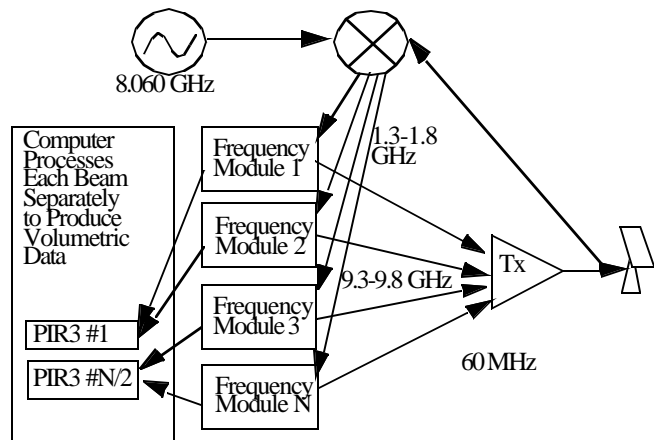 8.060 GHz
Computer
Processes
Each Beam
Separately
to Produce
Volumetric
Data
PIR3 #1
PIR3 #N/2
Frequency
Module 1
Frequency
Module 2
Frequency
Module 3
Frequency
Module N
1.3-1.8
GHz
9.3-9.8 GHz
Tx
60 MHz